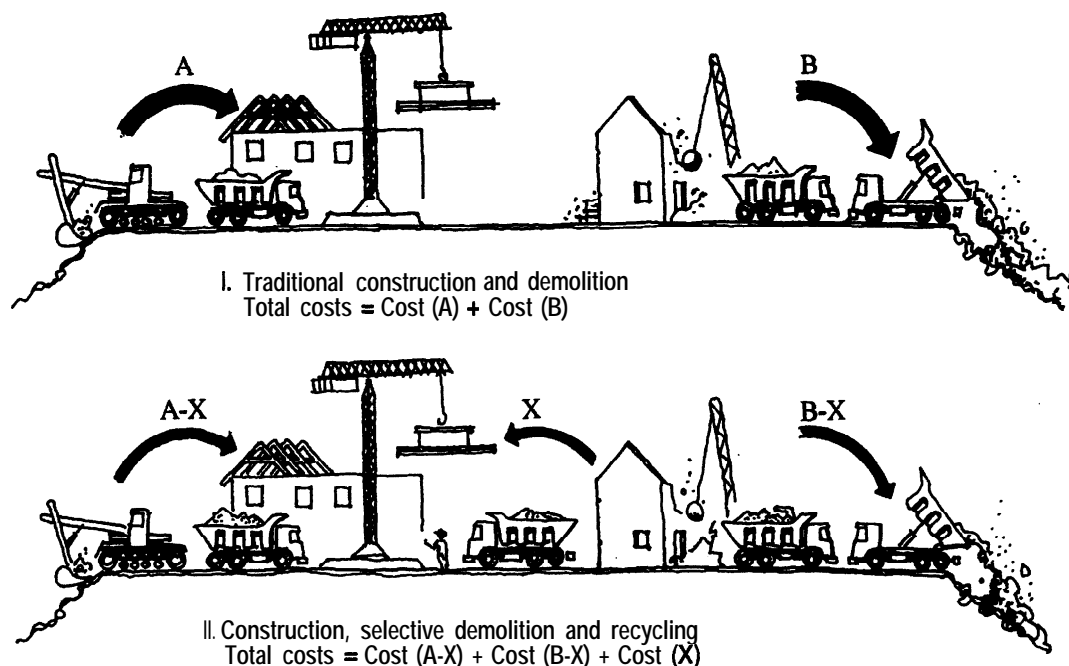 A
B
I. Traditional construction and demolition
Total costs = Cost (A) + Cost (B)
A-X
X
B-X
II. Construction, selective demolition and recycling
Total costs = Cost (A-X) + Cost (B-X) + Cost (X)